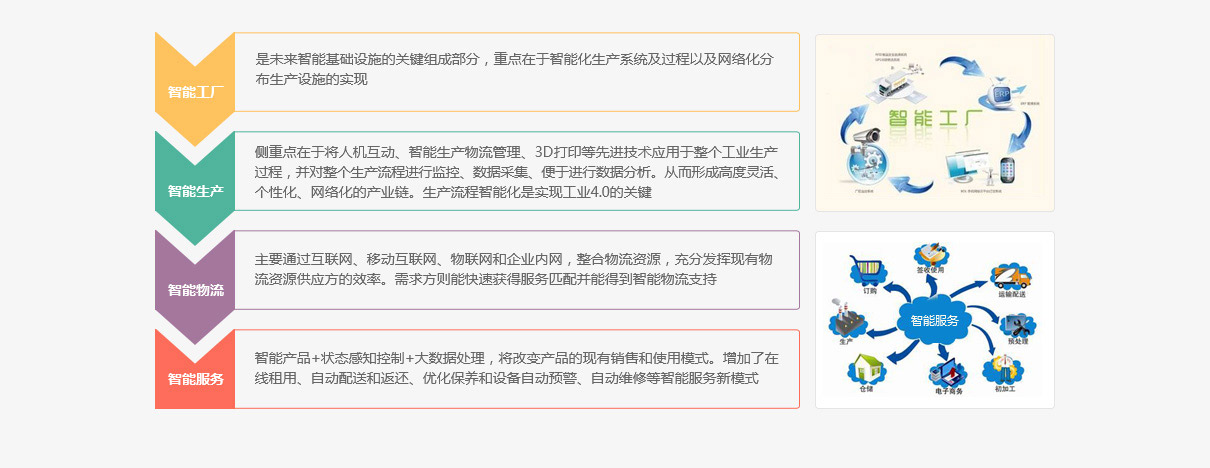 智能工厂
是未来智能基础设施的关键组成部分，重点在于智能化生产系统及过程以及网络化分
布生产设施的实现
智能生产
侧重点在于将人机互动、智能生产物流管理、3D打印等先进技术应用于整个工业生产
过程，并对整个生产流程进行监控、数据采集、便于进行数据分析。从而形成高度灵活、
个性化、网络化的产业链。生产流程智能化是实现工业4.0的关键
智能物流
主要通过互联网、移动互联网、物联网和企业内网，整合物流资源，充分发挥现有物
流资源供应方的效率。需求方则能快速获得服务匹配并能得到智能物流支持
智能服务
智能产品+状态感知控制+大数据处理，将改变产品的现有销售和使用模式。增加了在
线租用、自动配送和返还、优化保养和设备自动预警、自动维修等智能服务新模式
ERP
智能工厂
签收使用
订购
运输配送
智能服务
生产
预处理
仓储
电子商务
初加工